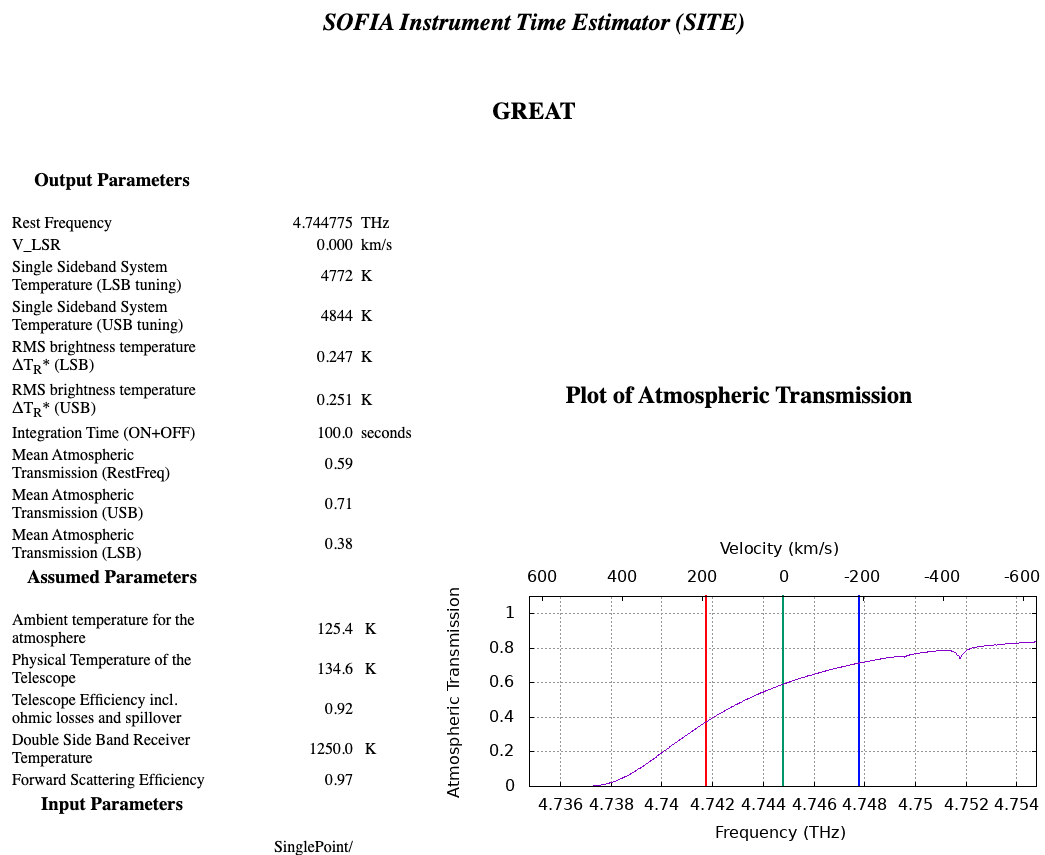 SOFIA Instrument Time Estimator (SITE)
GREAT
Output Parameters
Rest Frequency 4.744775 THz
V_LSR 0.000 km/s
Single Sideband System
Temperature (LSB tuning) 4772 K
Single Sideband System
Temperature (USB tuning) 4844 K
RMS brightness temperature
ΔTR* (LSB) 0.247 K
RMS brightness temperature
ΔTR* (USB) 0.251 K
Integration Time (ON+OFF) 100.0 seconds
Mean Atmospheric
Transmission (RestFreq) 0.59
Mean Atmospheric
Transmission (USB) 0.71
Mean Atmospheric
Transmission (LSB) 0.38
Assumed Parameters
Ambient temperature for the
atmosphere 125.4 K
Physical Temperature of the
Telescope 134.6 K
Telescope Efficiency incl.
ohmic losses and spillover 0.92
Double Side Band Receiver
Temperature 1250.0 K
Forward Scattering Efficiency 0.97
Input Parameters
SinglePoint/
Plot of Atmospheric Transmission
Velocity (km/s)
600 400 200 0 -200 -400 -600
Atmospheric Transmission
1
0.8
0.6
0.4
0.2
0
4.736 4.738 4.74 4.742 4.744 4.746 4.748 4.75 4.752 4.754
Frequency (THz)